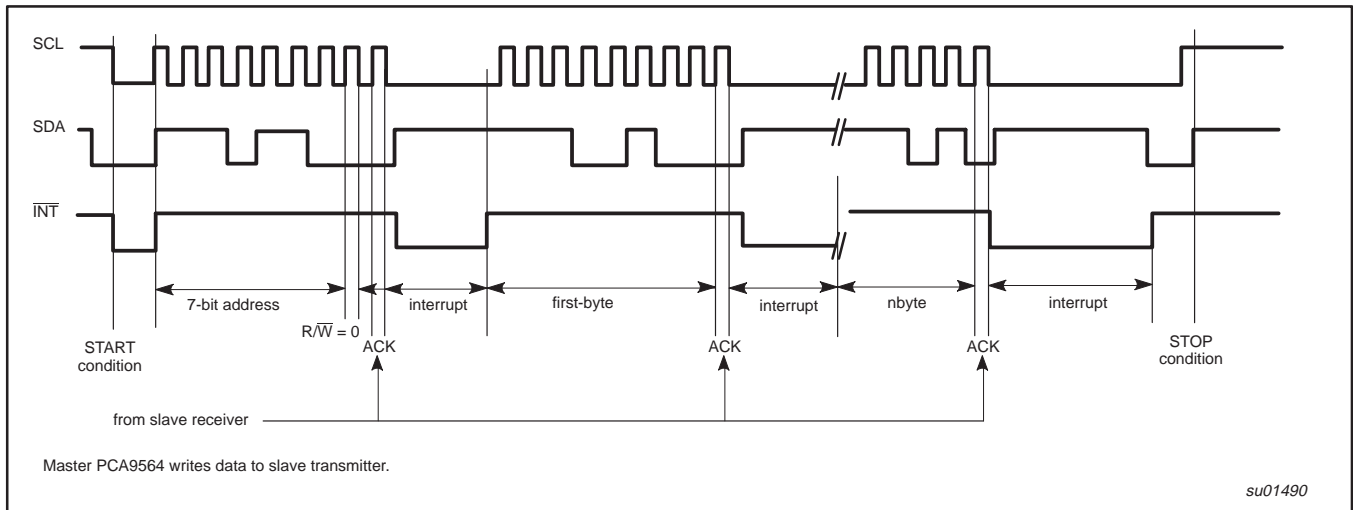 SCL
SDA
INT
7-bit address
interrupt
first-byte
interrupt
nbyte
interrupt
R/W = 0
START
condition
ACK
ACK
ACK
STOP
condition
from slave receiver
Master PCA9564 writes data to slave transmitter.
su01490